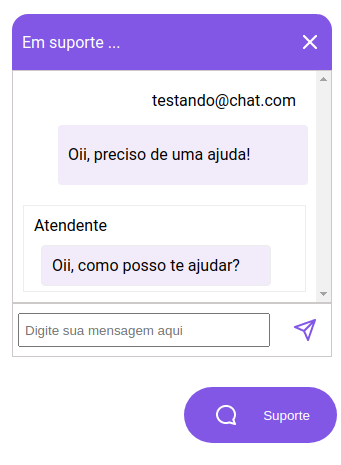 Em suporte ...
testando@chat.com
Oii, preciso de uma ajuda!
Atendente
Oii, como posso te ajudar?
Digite sua mensagem aqui
Suporte